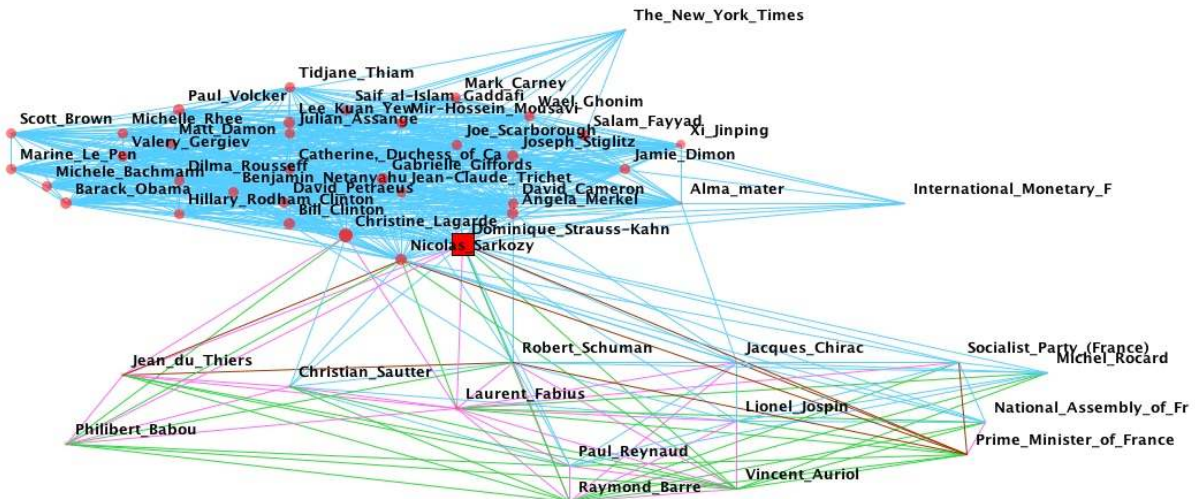 The_New_York_Times
Tidjane_Thiam
Mark_Carney
Paul_Volcker
Saif_al-Islam_Gaddafi
Wael_Ghonim
Lee_Kuan_Yew
Mir-Hossein_Mousavi
Scott_Brown
Michelle_Rhee
Julian_Assange
Salam_Fayyad
Matt_Damon
Joe_Scarborough
Xi_Jinping
Valery_Gergiev
Joseph_Stiglitz
Marine_Le_Pen
Catherine,_Duchess_of_Ca
Jamie_Dimon
Dilma_Rousseff
Gabrielle_Giffords
Michele_Bachmann
Benjamin_Netanyahu
Jean-Claude_Trichet
Barack_Obama
David_Petraeus
David_Cameron
Alma_mater
International_Monetary_F
Hillary_Rodham_Clinton
Angela_Merkel
Bill_Clinton
Christine_Lagarde
Dominique_Strauss-Kahn
Nicolas_Sarkozy
Robert_Schuman
Jacques_Chirac
Socialist_Party_(France)
Jean_du_Thiers
Michel_Rocard
Christian_Sautter
Laurent_Fabius
Lionel_Jospin
National_Assembly_of_Fr
Philibert_Babou
Prime_Minister_of_France
Paul_Reynaud
Vincent_Auriol
Raymond_Barre